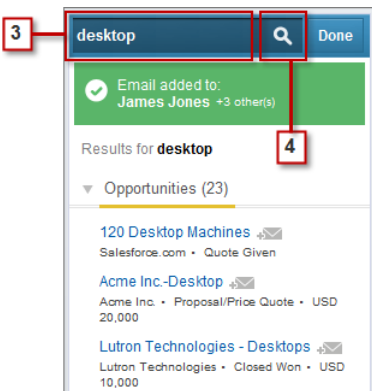 3
desktop
Done
Email added to:
James Jones +3 other(s)
Results for desktop
4
Opportunities (23)
120 Desktop Machines
Salesforce.com • Quote Given
Acme Inc.-Desktop
Acme Inc. • Proposal/Price Quote • USD
20,000
Lutron Technologies - Desktops
Lutron Technologies • Closed Won • USD
10,000